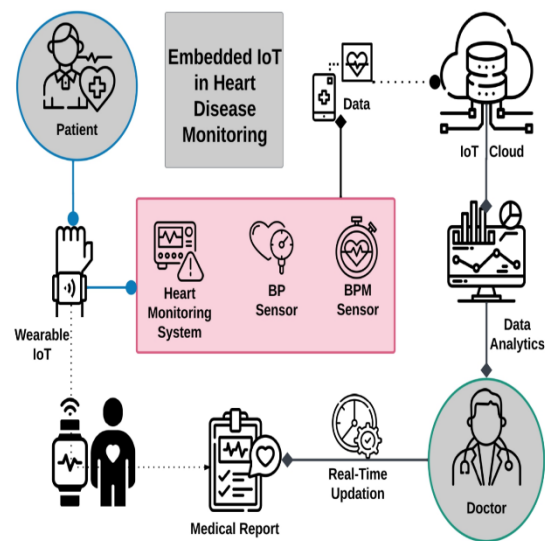 Embedded IoT
in Heart
Disease
Monitoring
Patient
Data
IoT Cloud
Heart
Monitoring
System
BP
Sensor
BPM
Sensor
Wearable
IoT
Data
Analytics
Real-Time
Updation
Doctor
Medical Report